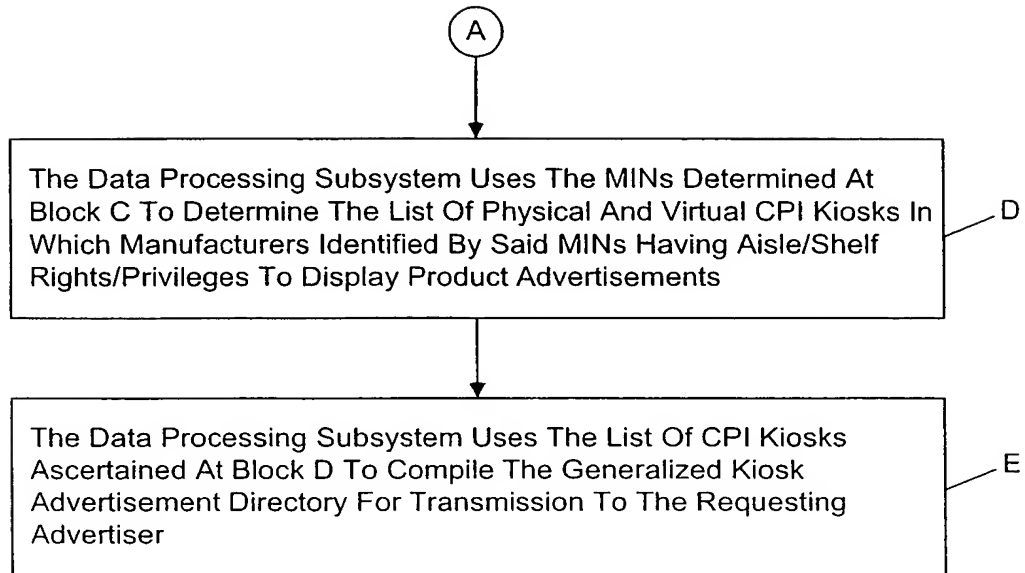 A
The Data Processing Subsystem Uses The MINs Determined At
Block C To Determine The List Of Physical And Virtual CPI Kiosks In
Which Manufacturers Identified By Said MINs Having Aisle/Shelf
Rights/Privileges To Display Product Advertisements
D
The Data Processing Subsystem Uses The List Of CPI Kiosks
Ascertained At Block D To Compile The Generalized Kiosk
Advertisement Directory For Transmission To The Requesting
Advertiser
E